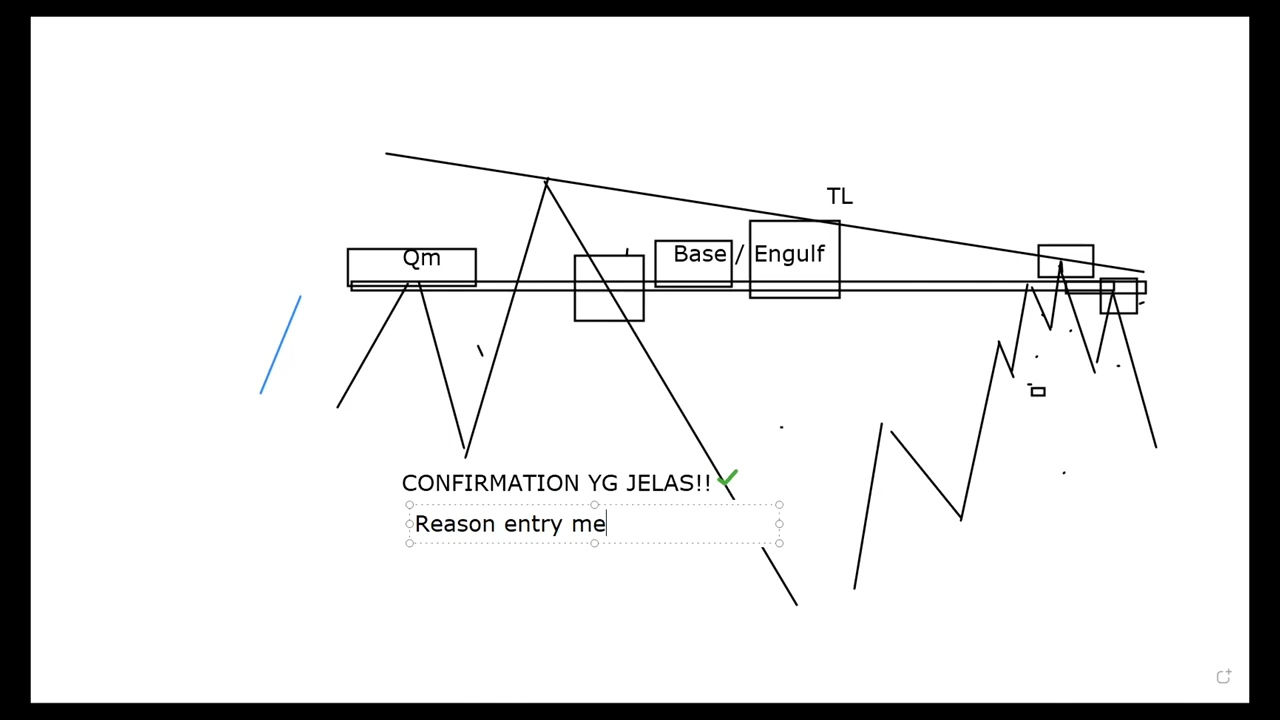 TL
Qm
Base / Engulf
CONFIRMATION YG JELAS!!
Reason entry me